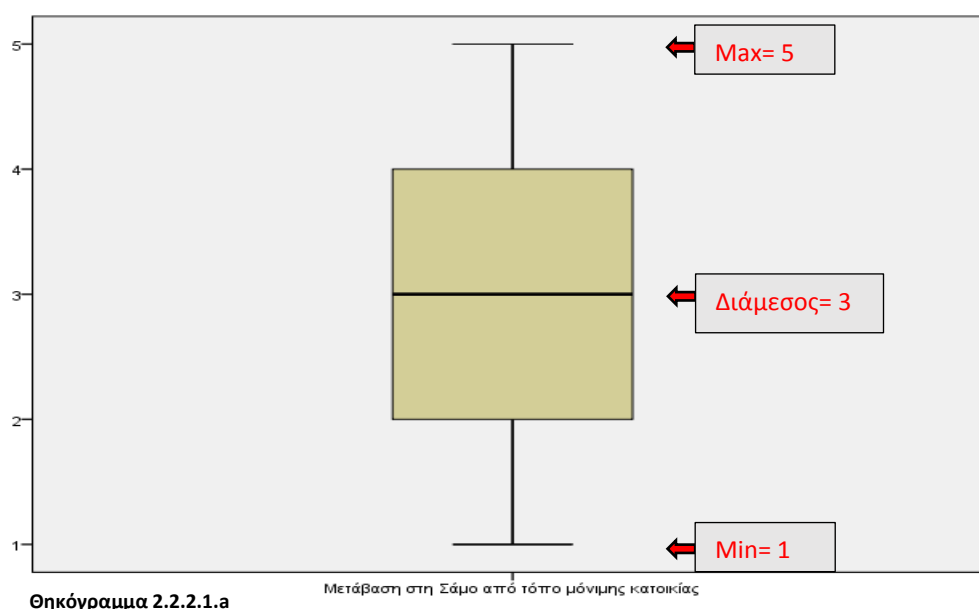 5
Max= 5
4
3
Διάμεσος= 3
2
1
Min= 1
Μετάβαση στη Σάμο από τόπο μόνιμης κατοικίας
Θηκόγραμμα 2.2.2.1.a